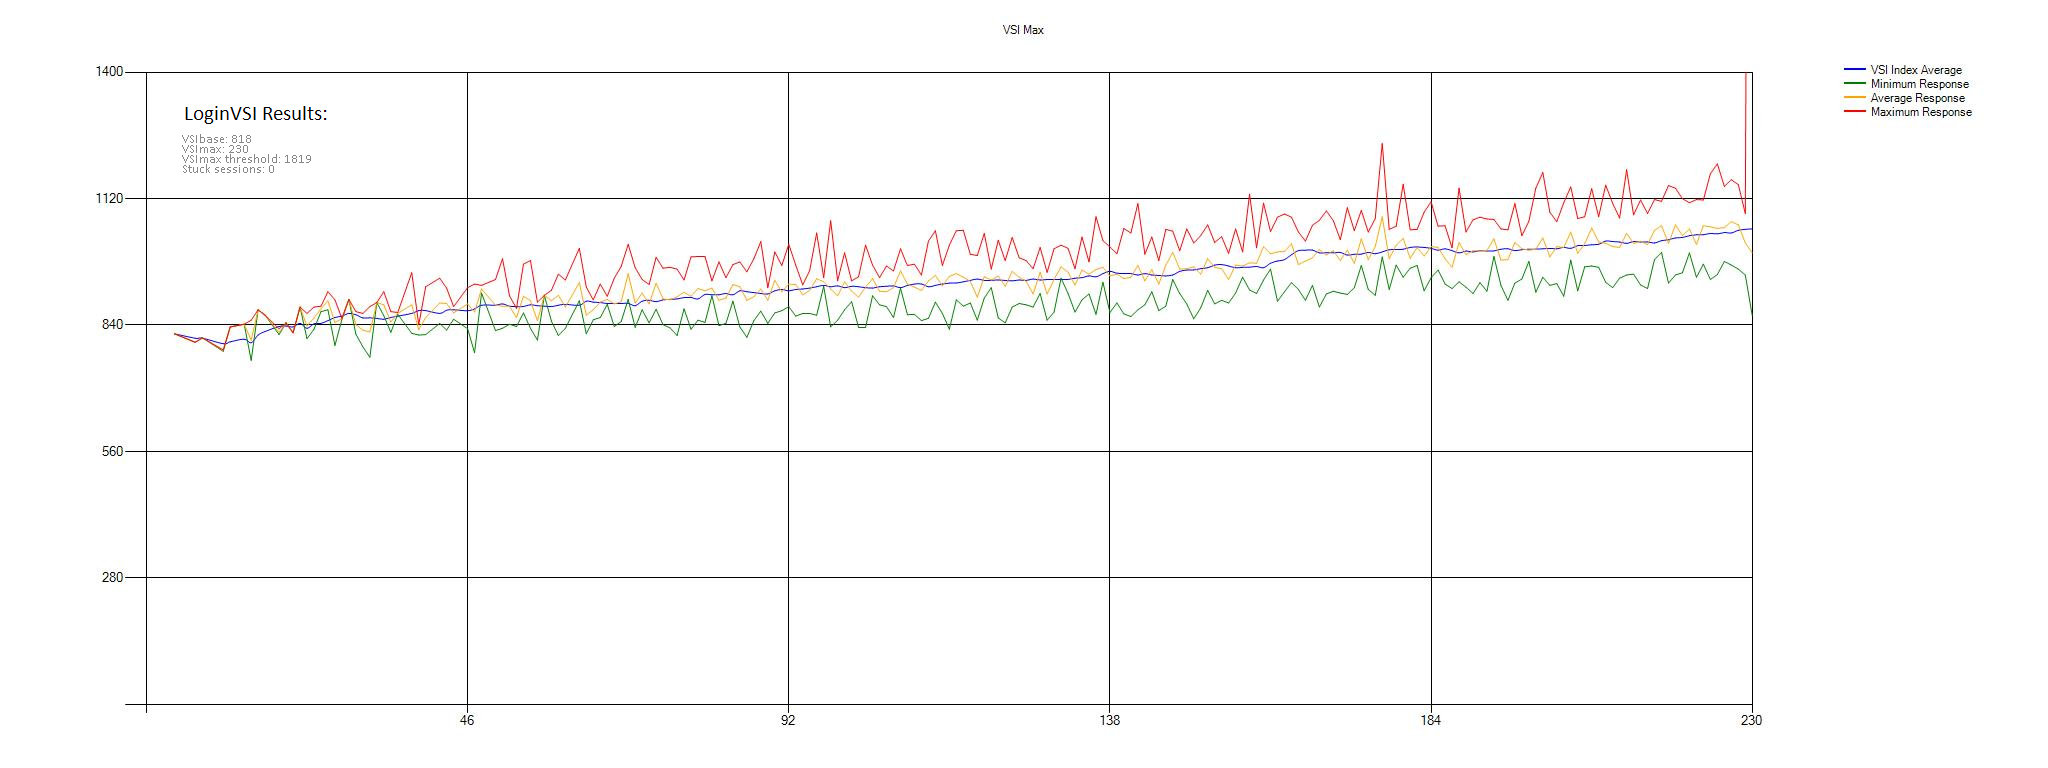 VSI Max
1400
1120
840
560
280
46
92
138
184
230
LoginVSI Results:
VSIbase: 818
VSImax: 230
VSImax threshold: 1819
Stuck sessions: 0
VSI Index Average
Minimum Response
Average Response
Maximum Response